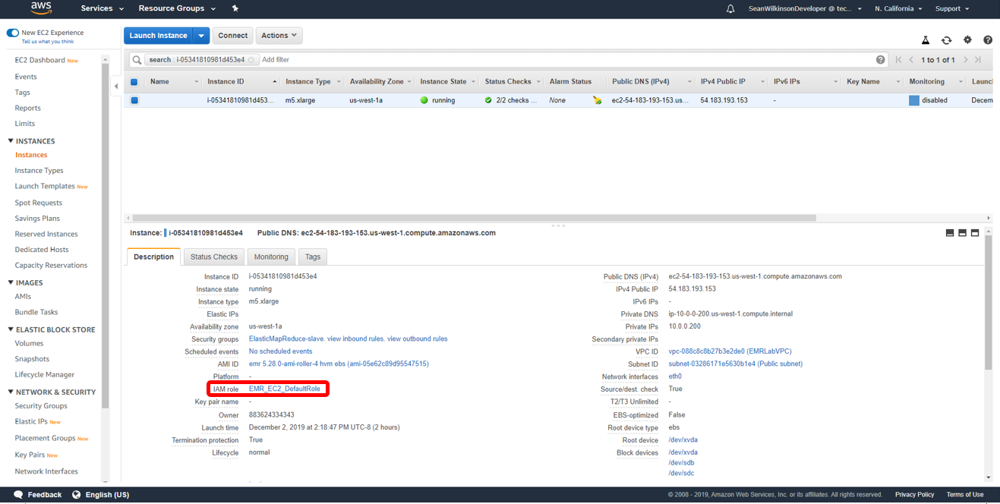 aws Services Resource Groups SeanWilkinsonDeveloper @ tec... N. California Support
New EC2 Experience
Tell us what you think
EC2 Dashboard New
Events
Tags
Reports
Limits
INSTANCES
Instances
Instance Types
Launch Templates New
Spot Requests
Savings Plans
Reserved Instances
Dedicated Hosts
Capacity Reservations
IMAGES
AMIs
Bundle Tasks
ELASTIC BLOCK STORE
Volumes
Snapshots
Lifecycle Manager
NETWORK & SECURITY
Security Groups
Elastic IPs New
Placement Groups New
Key Pairs New
Network Interfaces
Launch Instance Connect Actions
search : i-05341810981d453e4 Add filter 1 to 1 of 1
Name Instance ID Instance Type Availability Zone Instance State Status Checks Alarm Status Public DNS (IPv4) IPv4 Public IP IPv6 IPs Key Name Monitoring Launc
i-05341810981d453... m5.xlarge us-west-1a running 2/2 checks ... None ec2-54-183-193-153.us... 54.183.193.153 - disabled Decem
Instance: i-05341810981d453e4 Public DNS: ec2-54-183-193-153.us-west-1.compute.amazonaws.com
Description Status Checks Monitoring Tags
Instance ID i-05341810981d453e4
Instance state running
Instance type m5.xlarge
Elastic IPs
Availability zone us-west-1a
Security groups ElasticMapReduce-slave. view inbound rules. view outbound rules
Scheduled events No scheduled events
AMI ID emr 5.28.0-ami-roller-4 hvm ebs (ami-05e62c89d95547515)
Platform -
IAM role EMR_EC2_DefaultRole
Key pair name -
Owner 883624334343
Launch time December 2, 2019 at 2:18:47 PM UTC-8 (2 hours)
Termination protection True
Lifecycle normal
Public DNS (IPv4) ec2-54-183-193-153.us-west-1.compute.amazonaws.com
IPv4 Public IP 54.183.193.153
IPv6 IPs -
Private DNS ip-10-0-0-200.us-west-1.compute.internal
Private IPs 10.0.0.200
Secondary private IPs
VPC ID vpc-088c8c8b27b3e2de0 (EMRLabVPC)
Subnet ID subnet-03286171e5630b1e4 (Public subnet)
Network interfaces eth0
Source/dest. check True
T2/T3 Unlimited -
EBS-optimized False
Root device type ebs
Root device /dev/xvda
Block devices /dev/xvda
/dev/sdb
/dev/sdc
Feedback English (US) © 2008 - 2019, Amazon Web Services, Inc. or its affiliates. All rights reserved. Privacy Policy Terms of Use